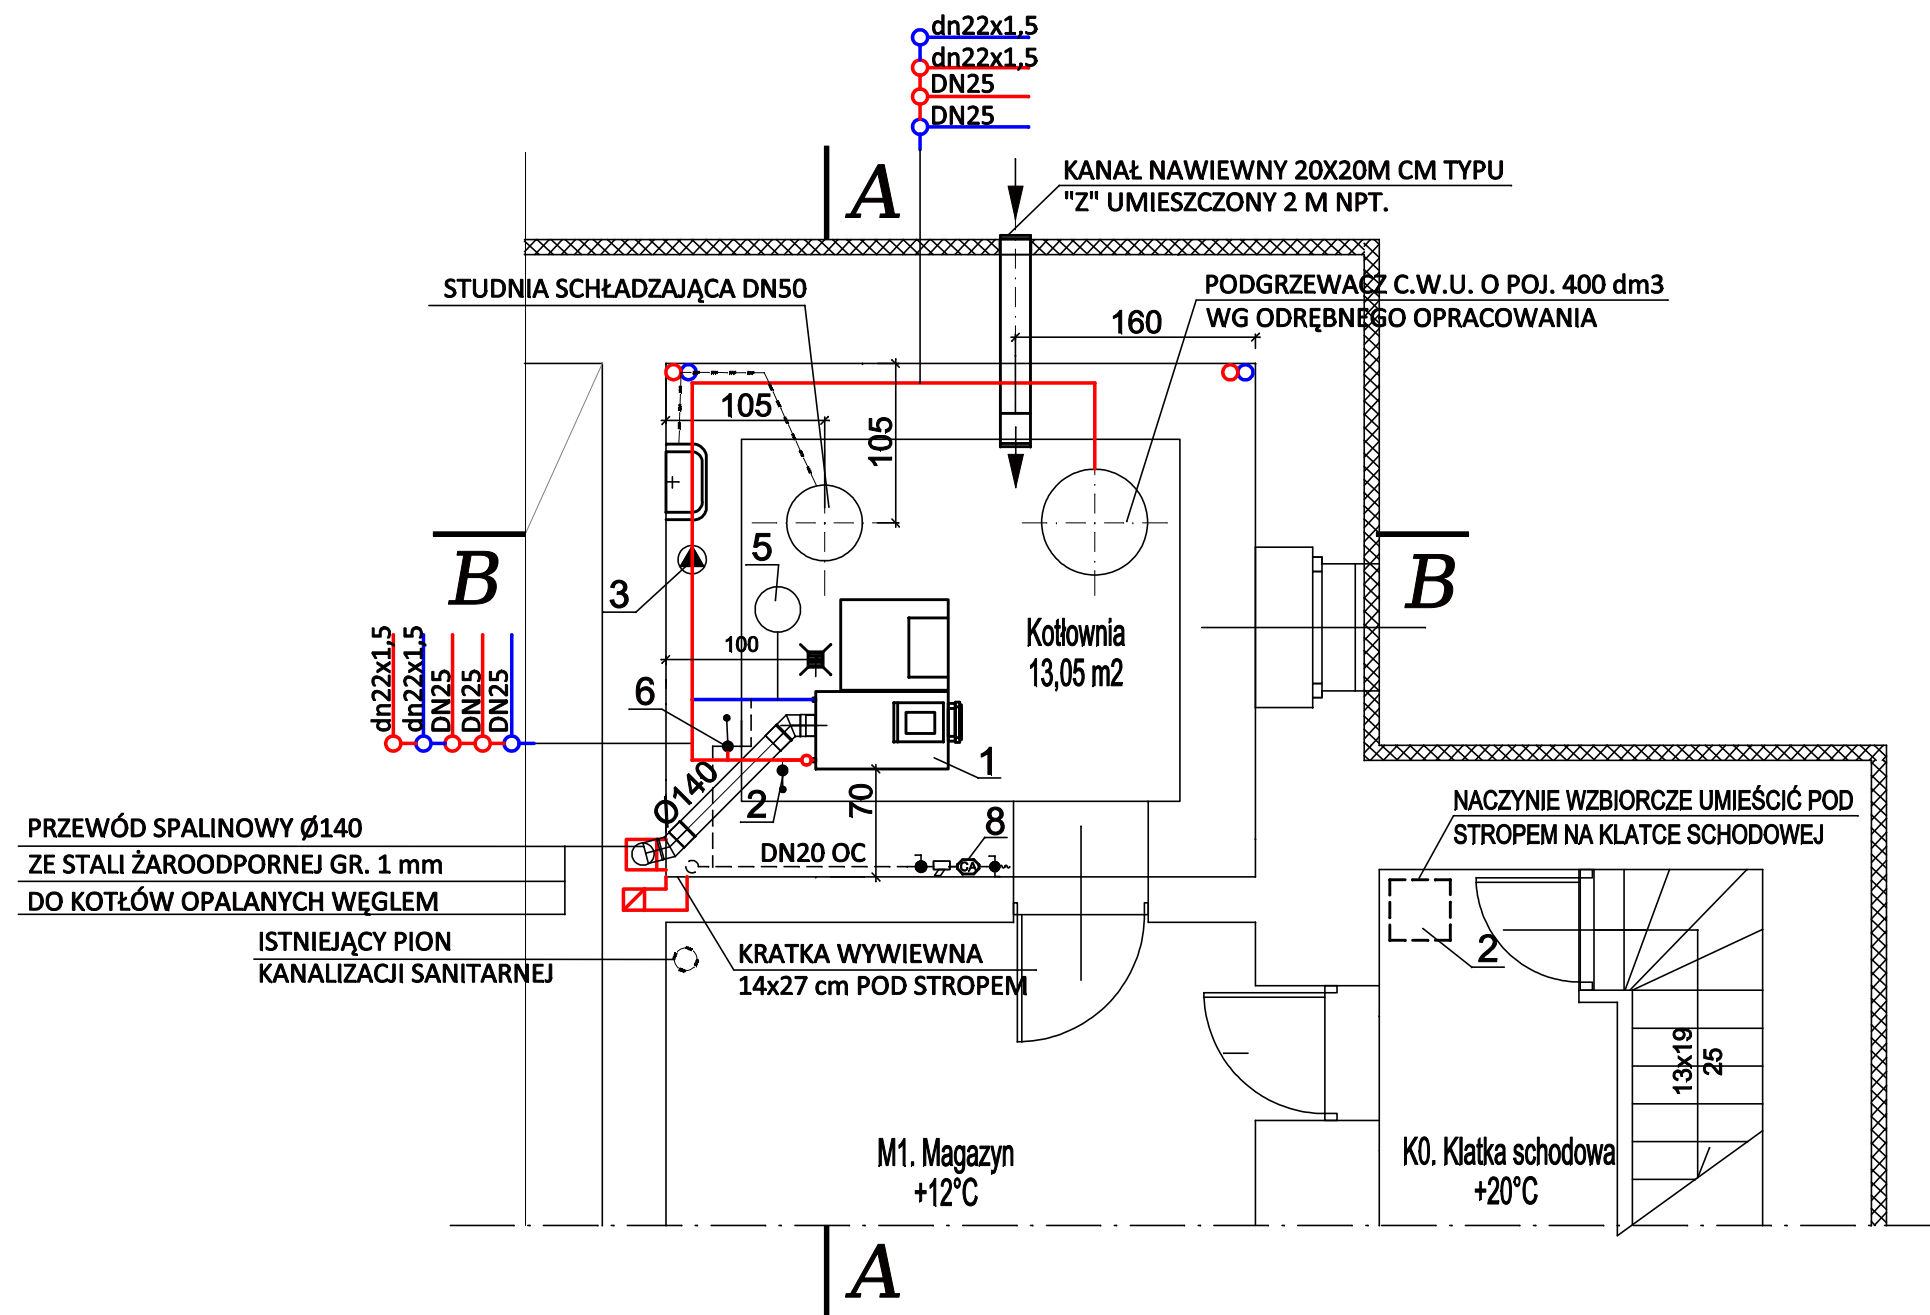 dn22x1,5
dn22x1,5
DN25
DN25
A
KANAŁ NAWIEWNY 20X20M CM TYPU
"Z" UMIESZCZONY 2 M NPT.
STUDNIA SCHŁADZAJĄCA DN50
PODGRZEWACZ C.W.U. O POJ. 400 dm3
WG ODRĘBNEGO OPRACOWANIA
160
105
105
B
B
5
3
Kotłownia
13,05 m2
100
6
dn22x1,5
dn22x1,5
DN25
DN25
DN25
1
2
Ø140
70
8
DN20 OC
CA
PRZEWÓD SPALINOWY Ø140
ZE STALI ŻAROODPORNEJ GR. 1 mm
DO KOTŁÓW OPALANYCH WĘGLEM
NACZYNIE WZBIORCZE UMIEŚCIĆ POD
STROPEM NA KLATCE SCHODOWEJ
2
ISTNIEJĄCY PION
KANALIZACJI SANITARNEJ
KRATKA WYWIEWNA
14x27 cm POD STROPEM
13x19
25
M1. Magazyn
+12°C
K0. Klatka schodowa
+20°C
A